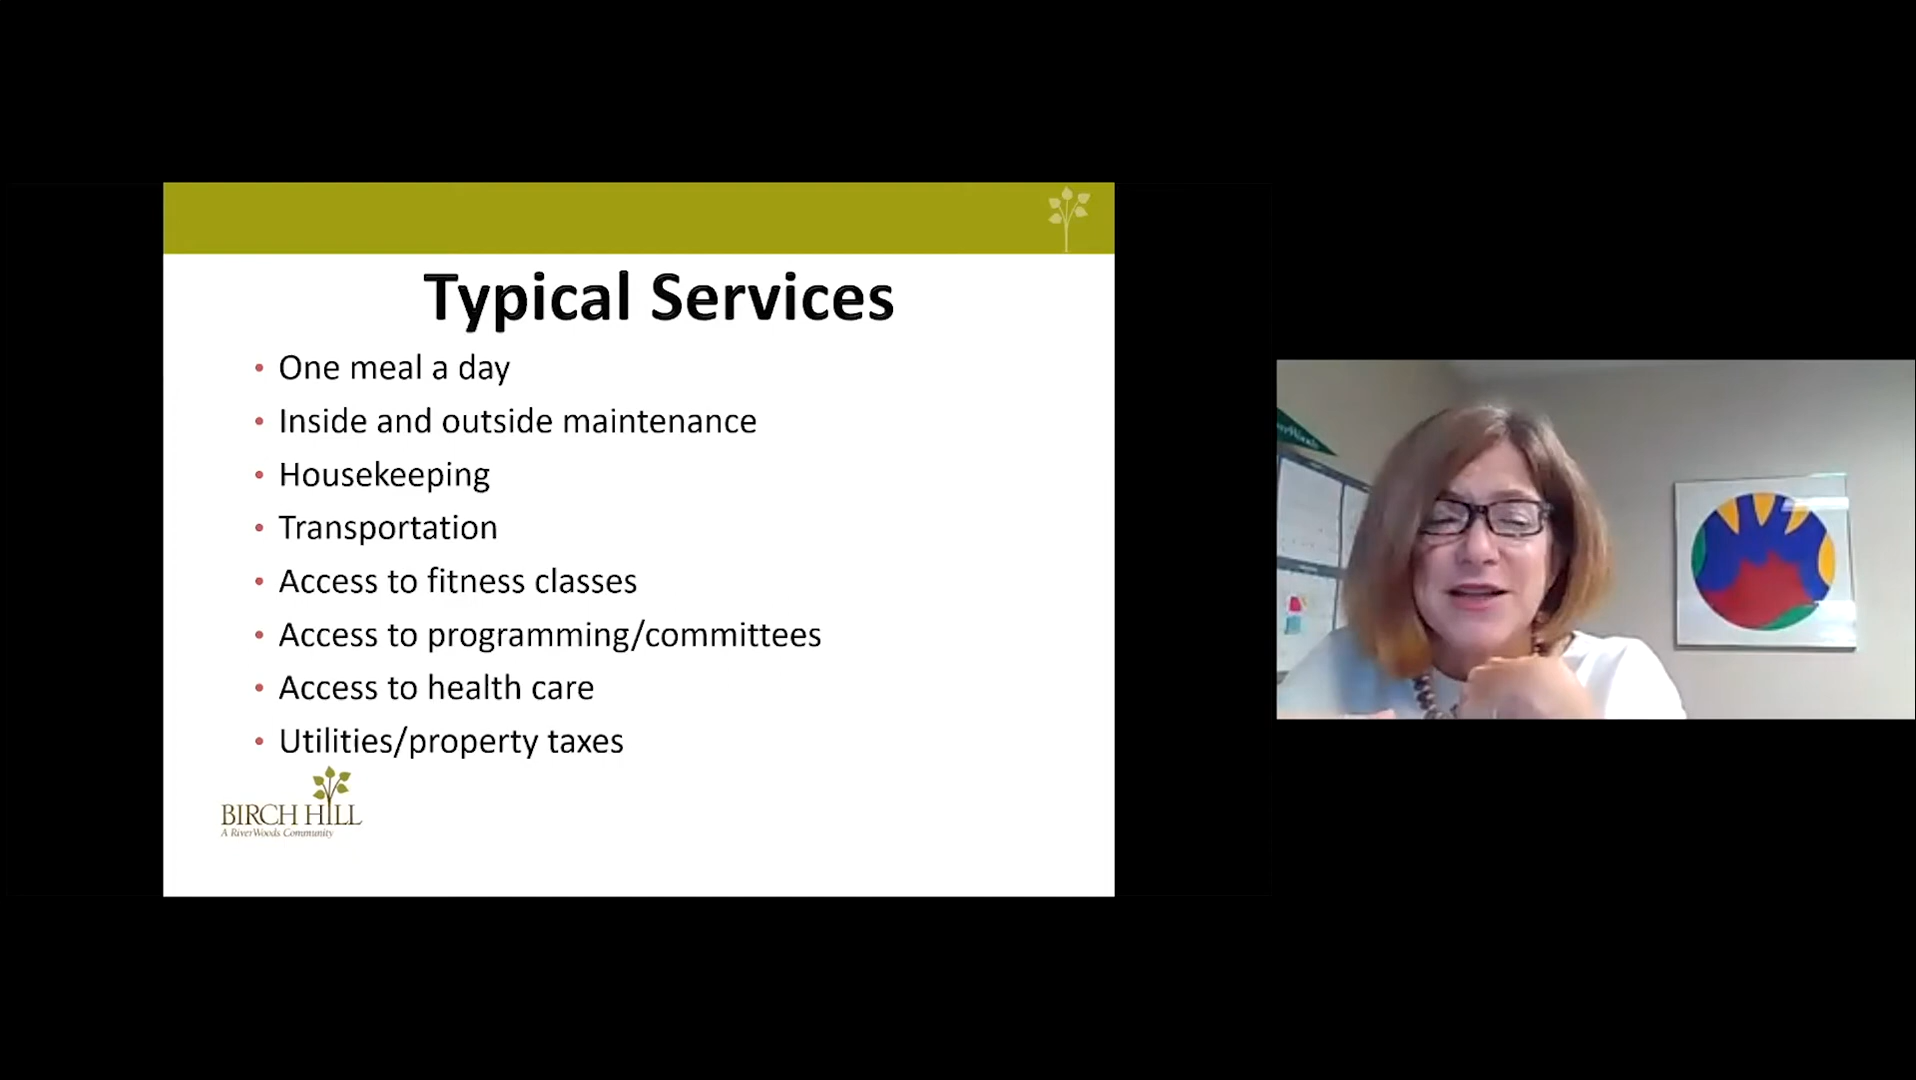 Typical Services
• One meal a day
• Inside and outside maintenance
• Housekeeping
• Transportation
• Access to fitness classes
• Access to programming/committees
• Access to health care
• Utilities/property taxes
BIRCH HILL
A RiverWoods Community